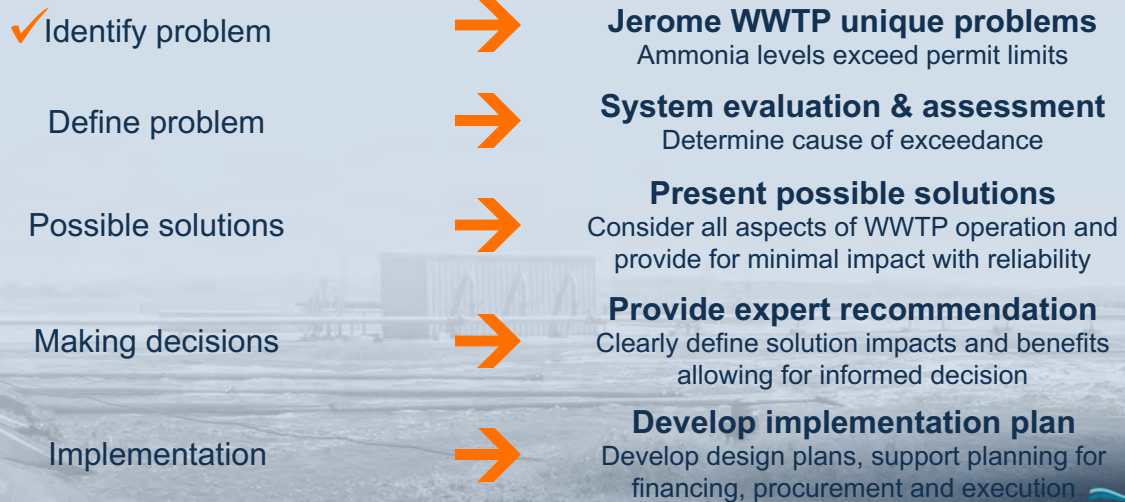 ✓Identify problem
Jerome WWTP unique problems
Ammonia levels exceed permit limits
Define problem
System evaluation & assessment
Determine cause of exceedance
Possible solutions
Present possible solutions
Consider all aspects of WWTP operation and
provide for minimal impact with reliability
Making decisions
Provide expert recommendation
Clearly define solution impacts and benefits
allowing for informed decision
Implementation
Develop implementation plan
Develop design plans, support planning for
financing, procurement and execution